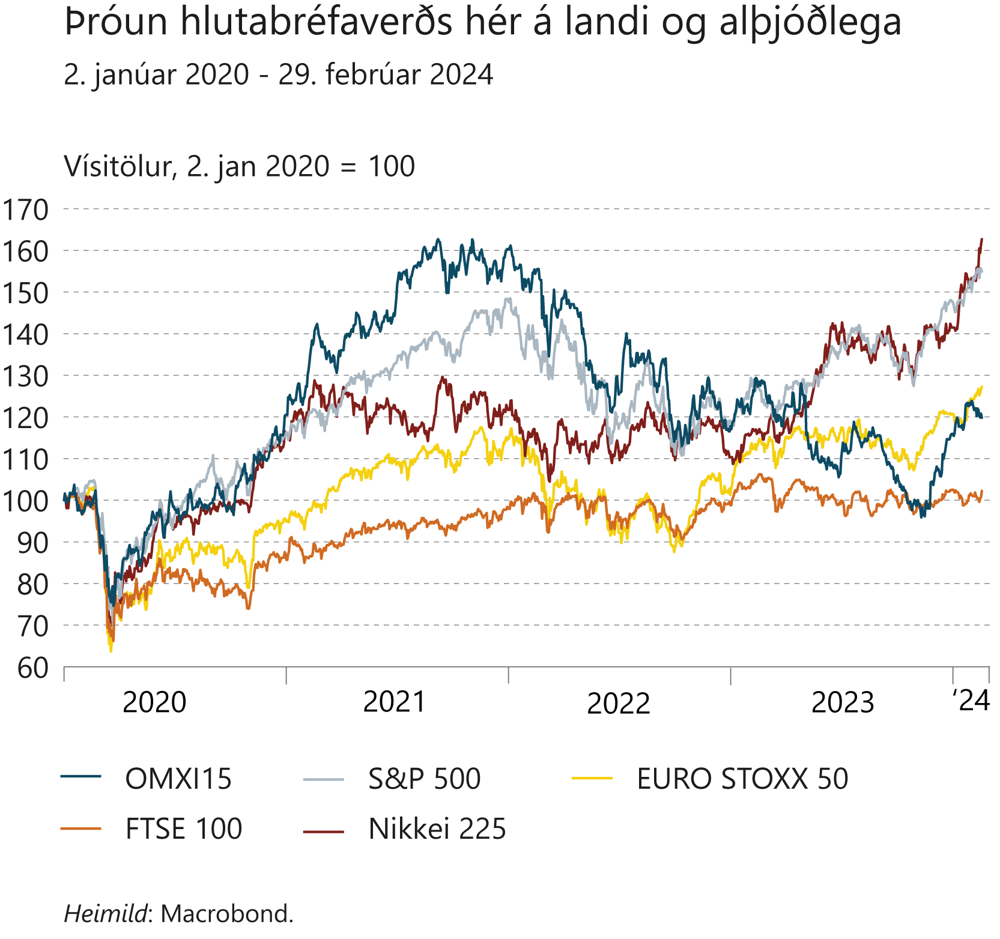 Þróun hlutabréfaverðs hér á landi og alþjóðlega
2. janúar 2020 - 29. febrúar 2024
Vísitölur, 2. jan 2020 = 100
170
160
150
140
130
120
110
100
90
80
70
60
2020 2021 2022 2023 ‘24
OMXI15 S&P 500 EURO STOXX 50
FTSE 100 Nikkei 225
Heimild: Macrobond.